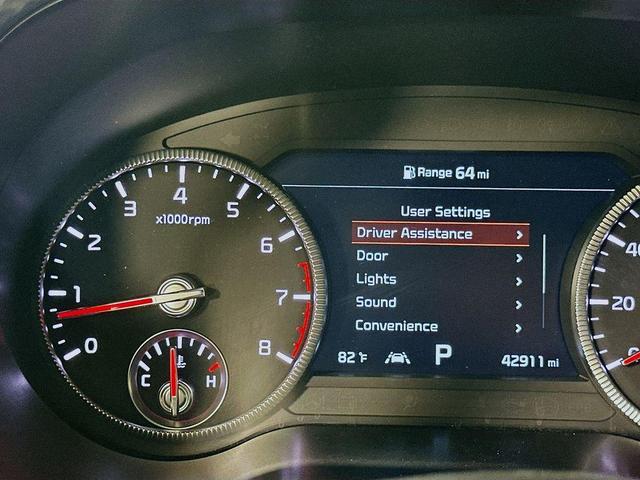 Range 64 mi
User Settings
Driver Assistance
Door
Lights
Sound
Convenience
82 °F
P
42911 mi
x1000rpm
0
1
2
3
4
5
6
7
8
C
H
20